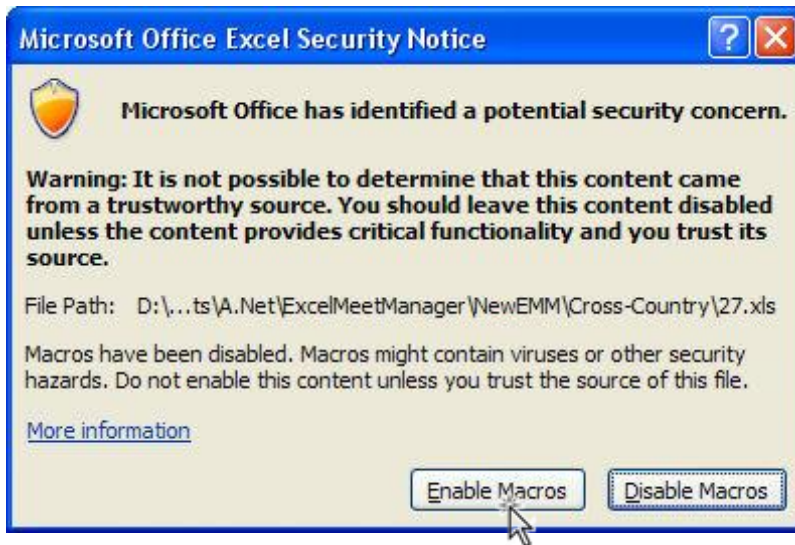 Microsoft Office Excel Security Notice
Microsoft Office has identified a potential security concern.
Warning: It is not possible to determine that this content came
from a trustworthy source. You should leave this content disabled
unless the content provides critical functionality and you trust its
source.
File Path: D:\...ts\A.Net\ExcelMeetManager\NewEMM\Cross-Country\27.xls
Macros have been disabled. Macros might contain viruses or other security
hazards. Do not enable this content unless you trust the source of this file.
More information
Enable Macros Disable Macros